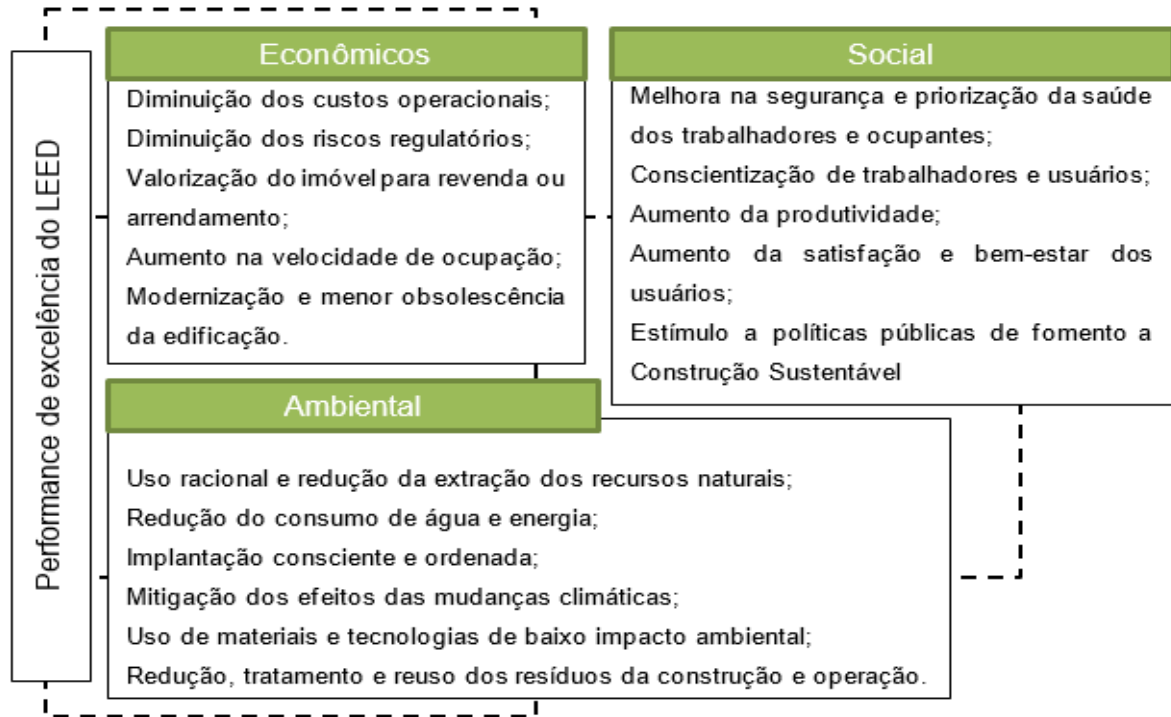 Performance de excelência do LEED
Econômicos
Diminuição dos custos operacionais;
Diminuição dos riscos regulatórios;
Valorização do imóvel para revenda ou
arrendamento;
Aumento na velocidade de ocupação;
Modernização e menor obsolescência
da edificação.
Social
Melhora na segurança e priorização da saúde
dos trabalhadores e ocupantes;
Conscientização de trabalhadores e usuários;
Aumento da produtividade;
Aumento da satisfação e bem-estar dos
usuários;
Estímulo a políticas públicas de fomento a
Construção Sustentável
Ambiental
Uso racional e redução da extração dos recursos naturais;
Redução do consumo de água e energia;
Implantação consciente e ordenada;
Mitigação dos efeitos das mudanças climáticas;
Uso de materiais e tecnologias de baixo impacto ambiental;
Redução, tratamento e reuso dos resíduos da construção e operação.